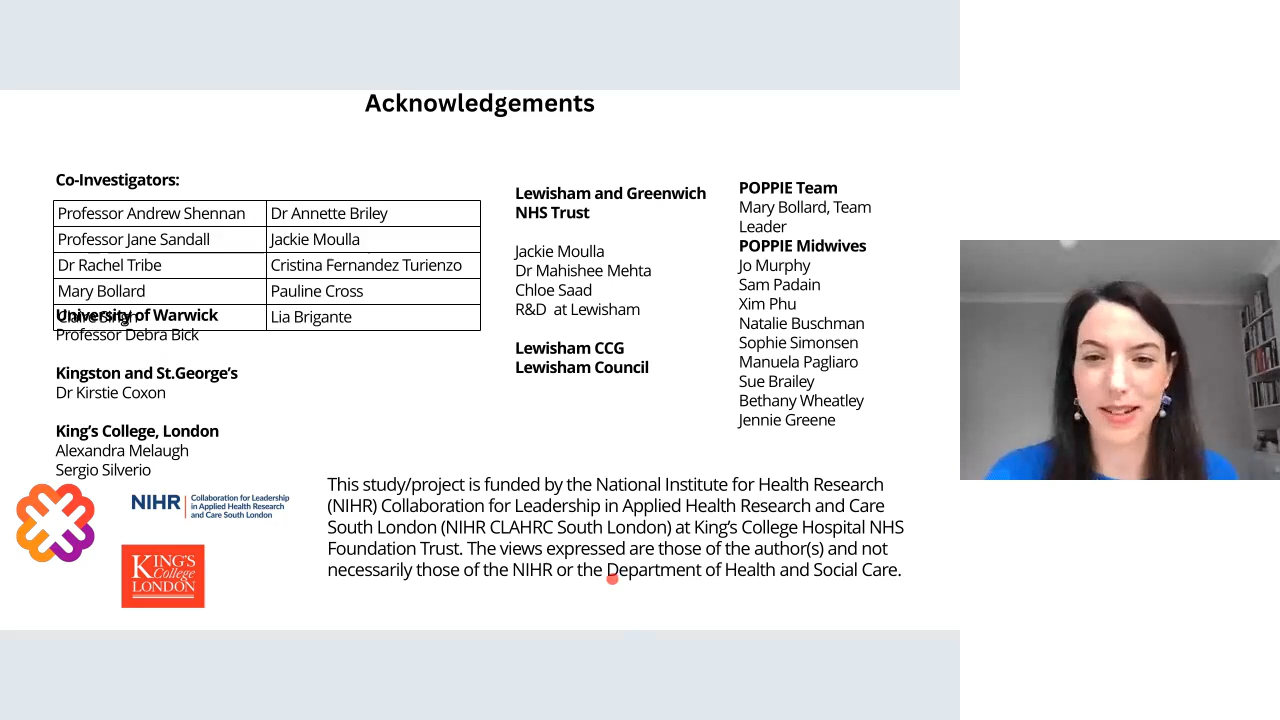 Acknowledgements
Co-Investigators:
Professor Andrew Shennan
Dr Annette Briley
Professor Jane Sandall
Jackie Moulla
Dr Rachel Tribe
Cristina Fernandez Turienzo
Mary Bollard
Pauline Cross
Lia Brigante
University of Warwick
Professor Debra Bick
Kingston and St.George's
Dr Kirstie Coxon
King's College, London
Alexandra Melaugh
Sergio Silverio
Lewisham and Greenwich
NHS Trust
Jackie Moulla
Dr Mahishee Mehta
Chloe Saad
R&D at Lewisham
Lewisham CCG
Lewisham Council
POPPIE Team
Mary Bollard, Team
Leader
POPPIE Midwives
Jo Murphy
Sam Padain
Xim Phu
Natalie Buschman
Sophie Simonsen
Manuela Pagliaro
Sue Brailey
Bethany Wheatley
Jennie Greene
NIHR
Collaboration for Leadership
in Applied Health Research
and Care South London
KING'S
College
LONDON
This study/project is funded by the National Institute for Health Research
(NIHR) Collaboration for Leadership in Applied Health Research and Care
South London (NIHR CLAHRC South London) at King's College Hospital NHS
Foundation Trust. The views expressed are those of the author(s) and not
necessarily those of the NIHR or the Department of Health and Social Care.